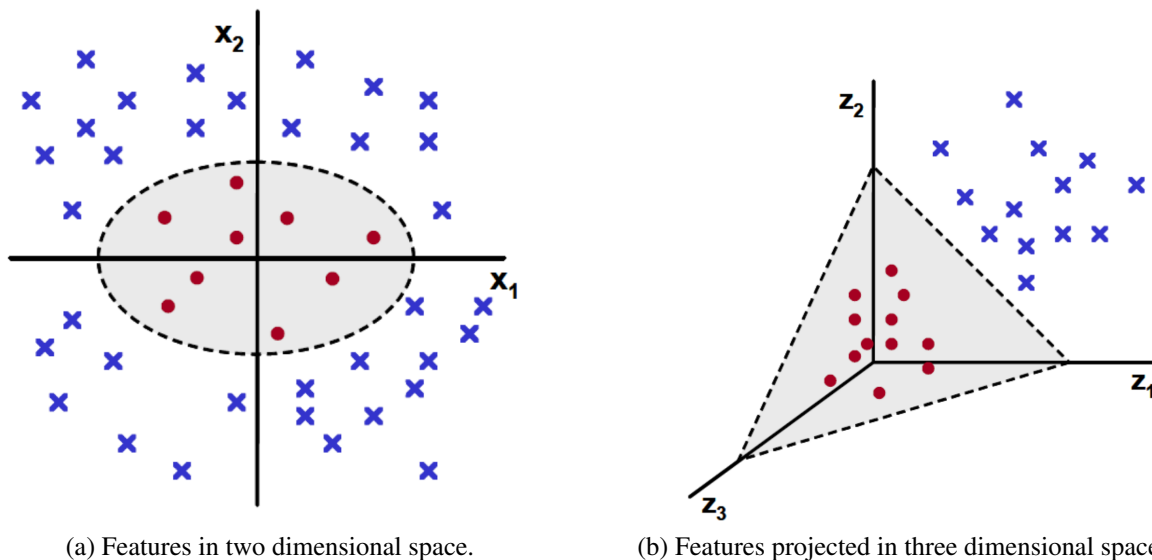 x2
x1
(a) Features in two dimensional space.
z2
z1
z3
(b) Features projected in three dimensional space